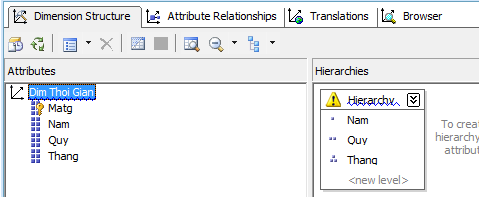 Dimension Structure Attribute Relationships Translations Browser
Attributes
Dim Thoi Gian
Matg
Nam
Quy
Thang
Hierarchies
Hierarchy
Nam
Quy
Thang
<new level>
To crea
hierarchy
attribut